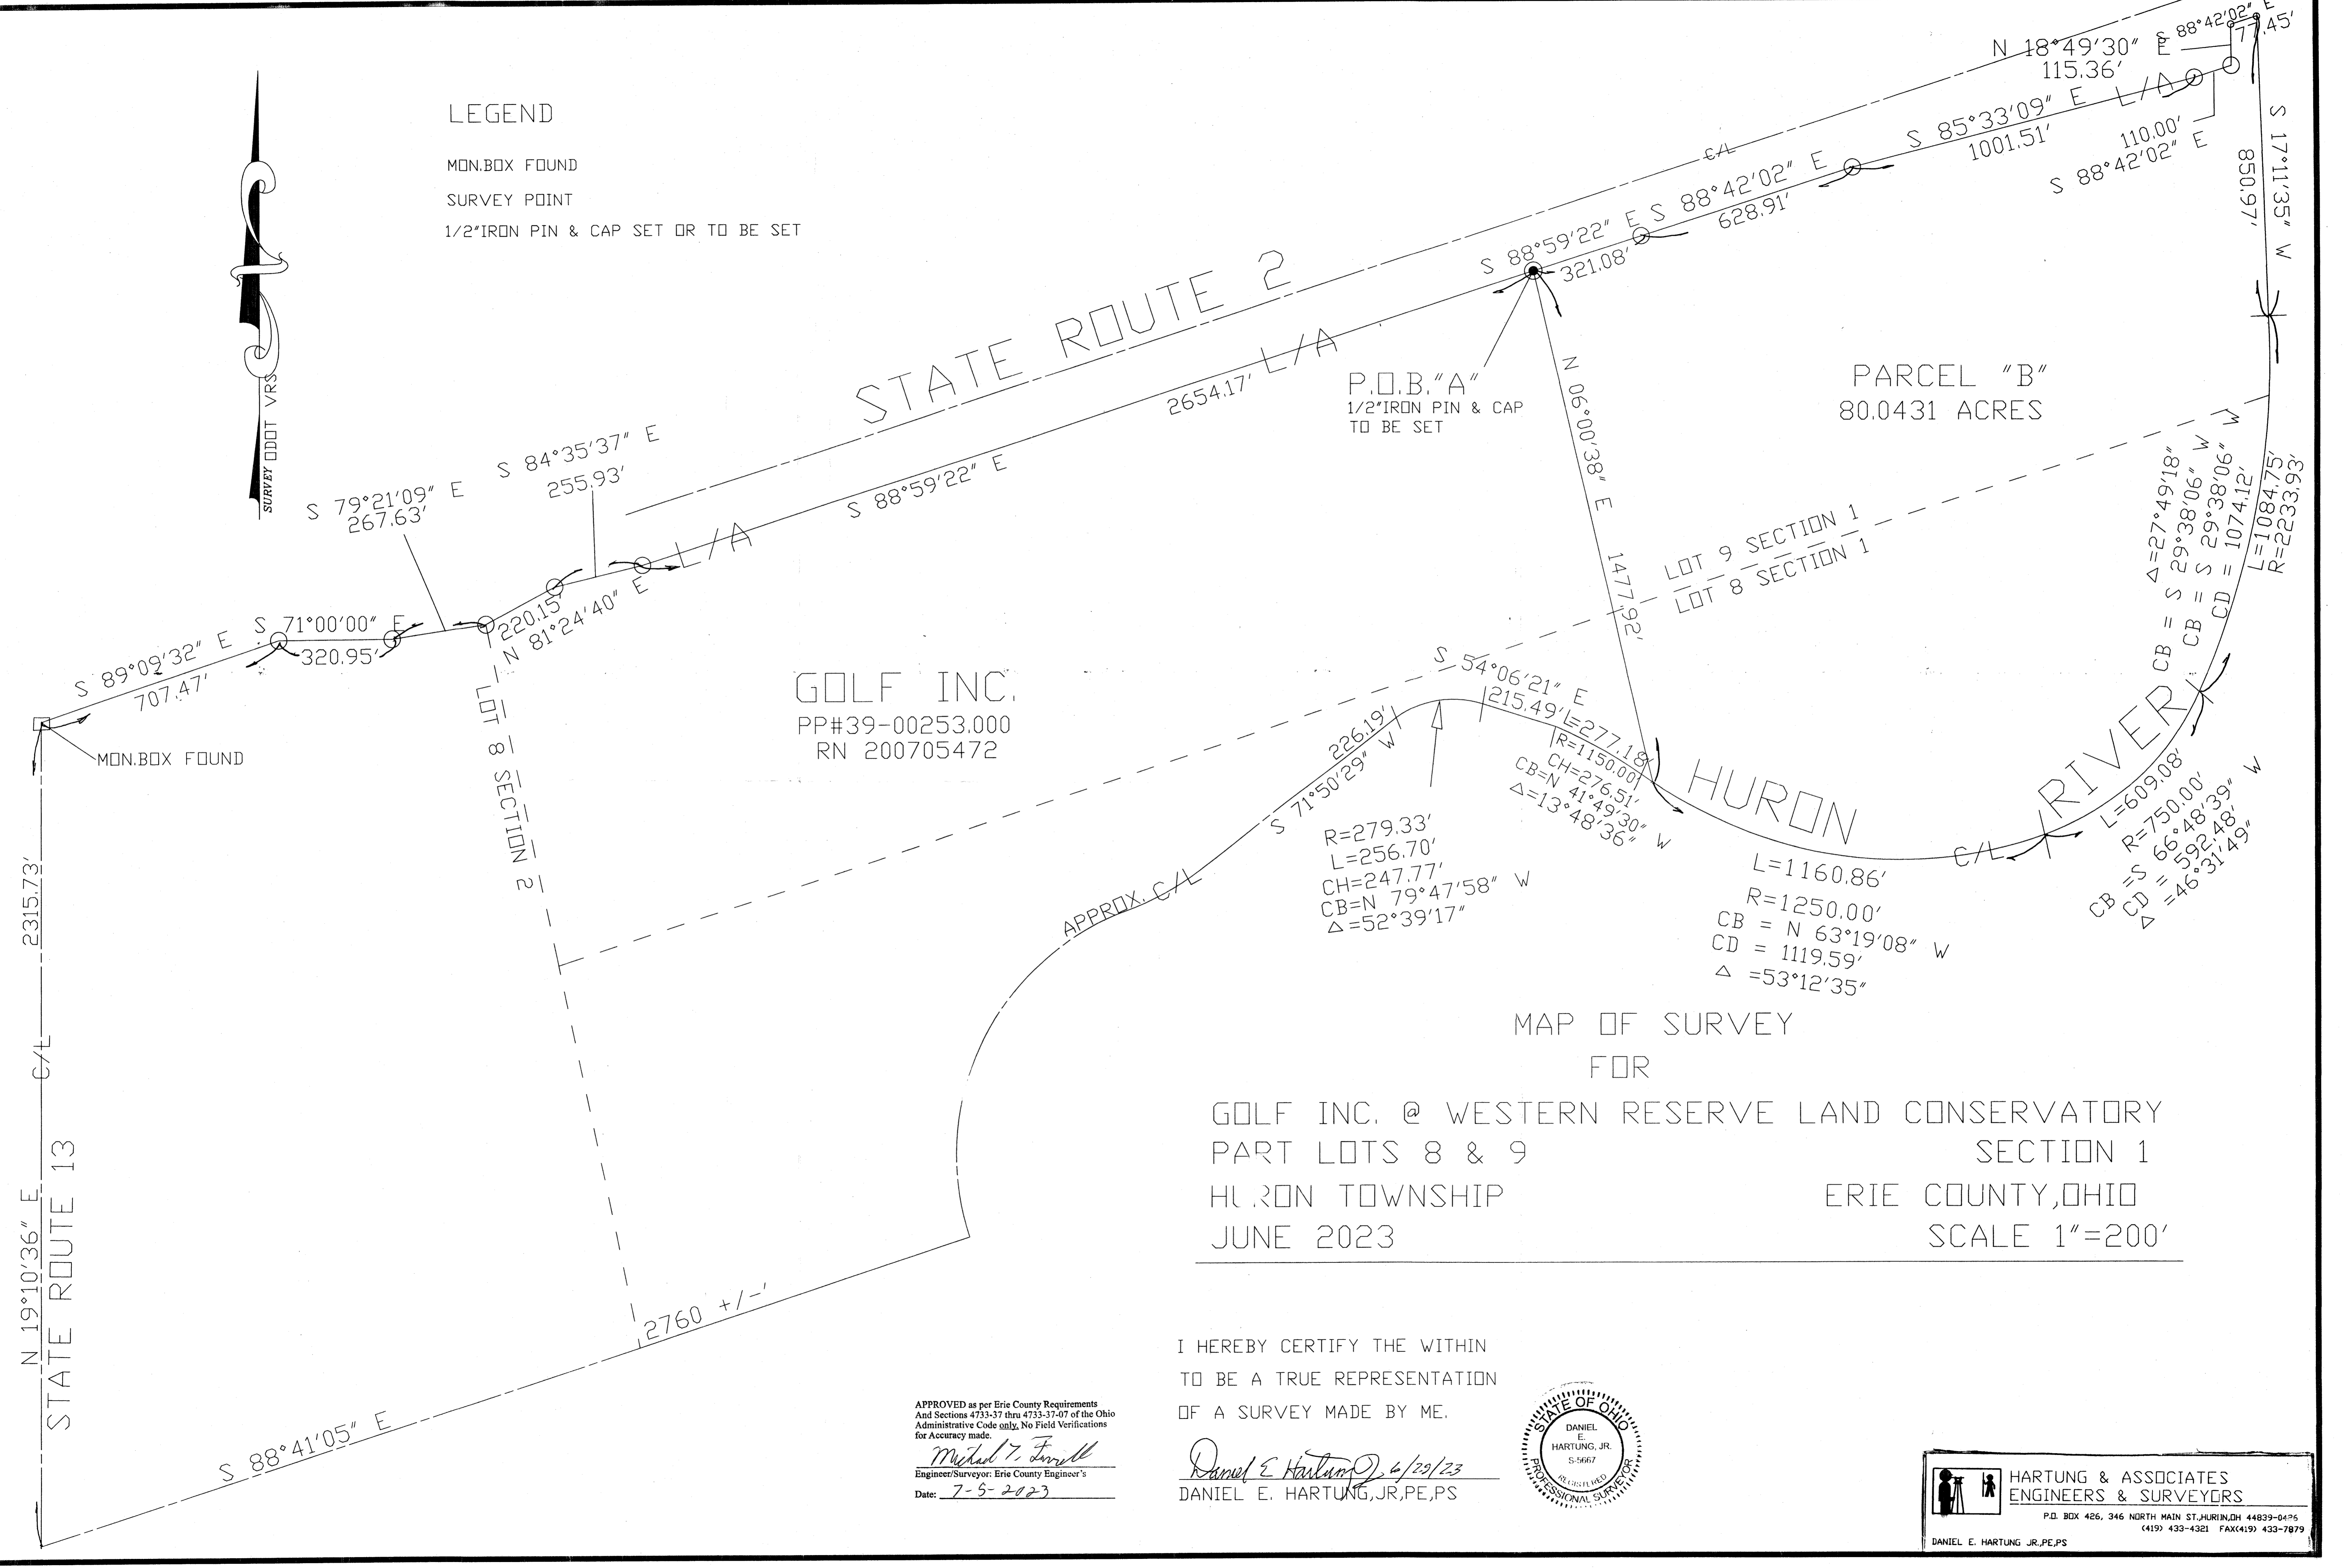 LEGEND
MON.BOX FOUND
SURVEY POINT
1/2"IRON PIN & CAP SET OR TO BE SET
SURVEY ODOT VRS
S 88°42'02" E
77.45'
N 18°49'30" E
115.36'
S 85°33'09" E
1001.51'
L/A
110.00'
S 88°42'02" E
S 17°11'35" W
850.97'
C/L
S 88°42'02" E
628.91'
S 88°59'22" E
321.08'
STATE ROUTE 2
L/A
2654.17'
S 88°59'22" E
P.O.B."A"
1/2"IRON PIN & CAP
TO BE SET
N 06°00'38" E
1477.92'
PARCEL "B"
80.0431 ACRES
LOT 9 SECTION 1
LOT 8 SECTION 1
Δ=27°49'18"
CB = S 29°38'06" W
CB = S 29°38'06" W
CD = 1074.12'
L=1084.75'
R=2233.93'
S 84°35'37" E
255.93'
S 79°21'09" E
267.63'
L/A
220.15'
N 81°24'40" E
S 71°00'00" E
320.95'
S 89°09'32" E
707.47'
MON.BOX FOUND
LOT 8 SECTION 2
GOLF INC.
PP#39-00253.000
RN 200705472
S 54°06'21" E
215.49'
L=277.18'
R=1150.00'
CH=276.51'
CB=N 41°49'30" W
Δ=13°48'36"
226.19'
S 71°50'29" W
R=279.33'
L=256.70'
CH=247.77'
CB=N 79°47'58" W
Δ=52°39'17"
APPROX. C/L
HURON RIVER
C/L
L=1160.86'
R=1250.00'
CB = N 63°19'08" W
CD = 1119.59'
Δ =53°12'35"
L=609.08'
R=750.00'
CB =S 66°48'39" W
CD = 592.48'
Δ =46°31'49"
2315.73'
C/L
N 19°10'36" E
STATE ROUTE 13
2760 +/-'
S 88°41'05" E
MAP OF SURVEY
FOR
GOLF INC. @ WESTERN RESERVE LAND CONSERVATORY
PART LOTS 8 & 9 SECTION 1
HURON TOWNSHIP ERIE COUNTY,OHIO
JUNE 2023 SCALE 1"=200'
I HEREBY CERTIFY THE WITHIN
TO BE A TRUE REPRESENTATION
OF A SURVEY MADE BY ME.
Daniel E Hartung Jr 6/29/23
DANIEL E. HARTUNG,JR,PE,PS
STATE OF OHIO
DANIEL
E.
HARTUNG, JR.
S-5667
REGISTERED
PROFESSIONAL SURVEYOR
APPROVED as per Erie County Requirements
And Sections 4733-37 thru 4733-37-07 of the Ohio
Administrative Code only. No Field Verifications
for Accuracy made.
Engineer/Surveyor: Erie County Engineer's
Date: 7-5-2023
HARTUNG & ASSOCIATES
ENGINEERS & SURVEYORS
P.O. BOX 426, 346 NORTH MAIN ST.,HURON,OH 44839-0426
(419) 433-4321 FAX(419) 433-7879
DANIEL E. HARTUNG JR.,PE,PS